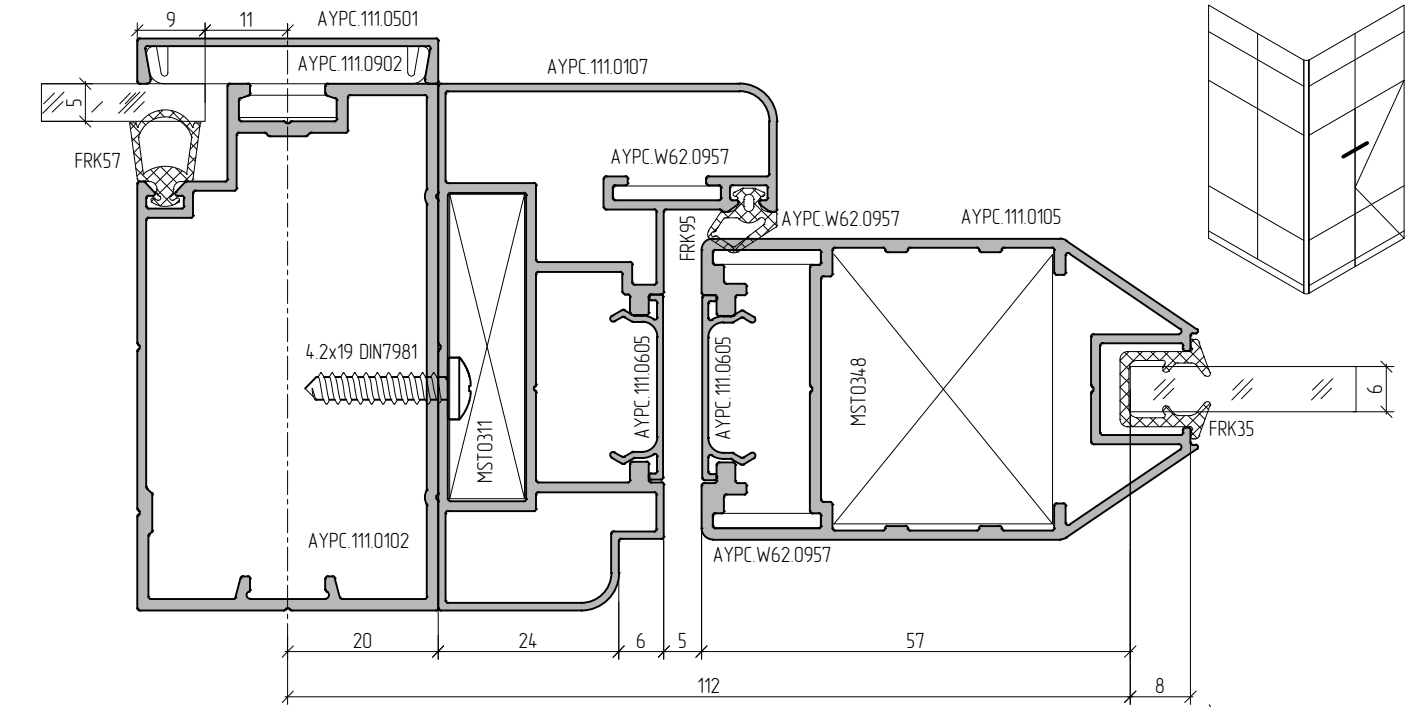 9
11
AYPC.111.0501
AYPC.111.0902
AYPC.111.0107
5
FRK57
AYPC.W62.0957
FRK95
AYPC.W62.0957
AYPC.111.0105
4.2x19 DIN7981
MST0311
AYPC.111.0605
AYPC.111.0605
MST0348
6
FRK35
AYPC.111.0102
AYPC.W62.0957
20
24
6
5
57
112
8